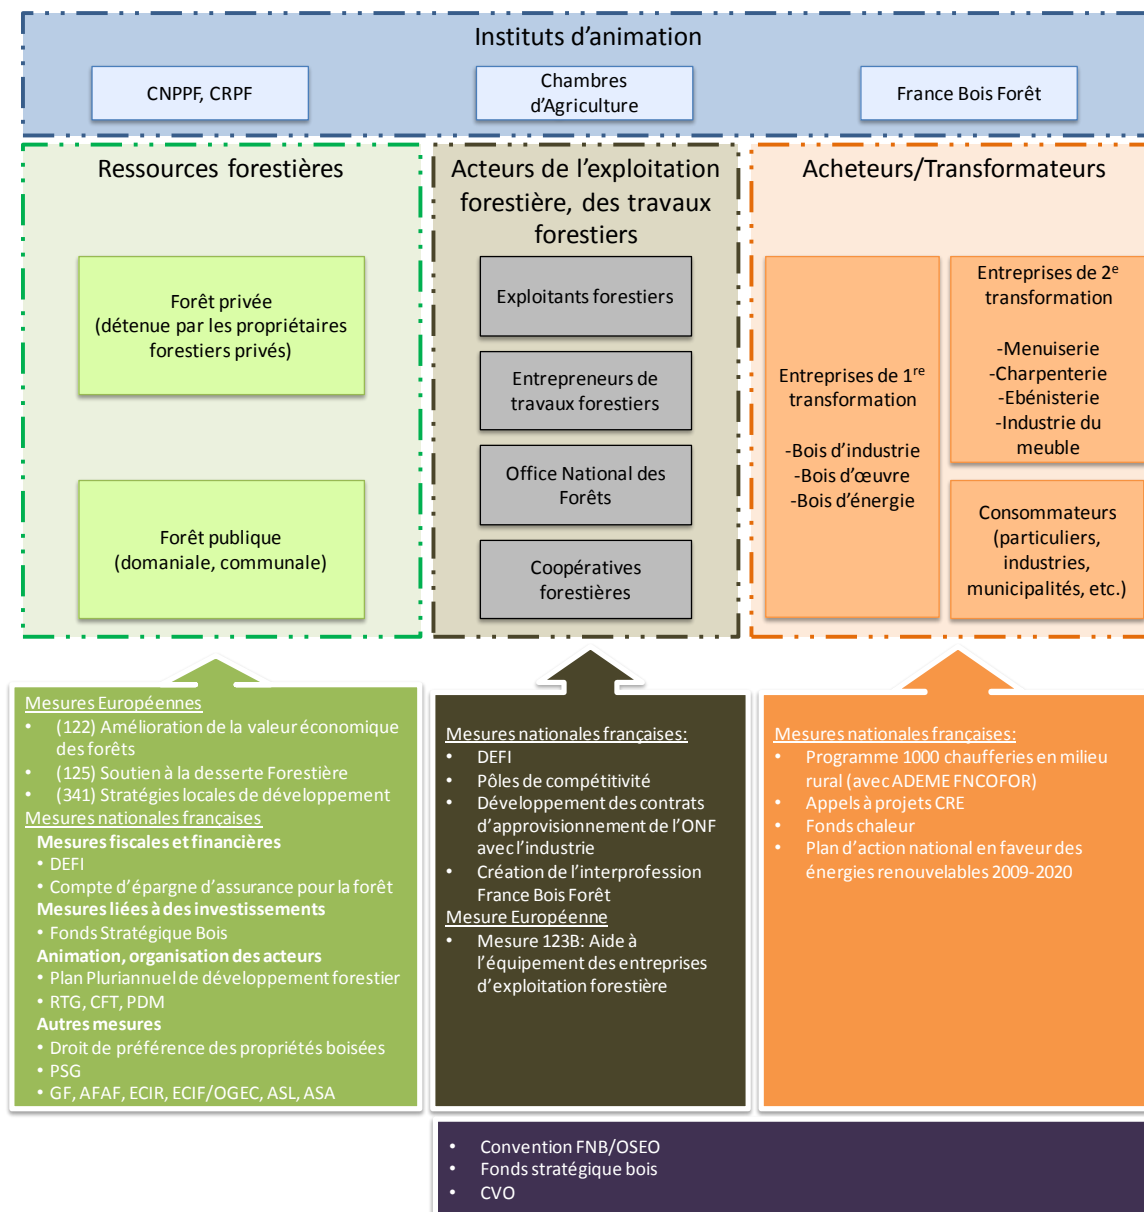 Instituts d'animation
CNPPF, CRPF
Chambres
d'Agriculture
France Bois Forêt
Ressources forestières
Forêt privée
(détenue par les propriétaires
forestiers privés)
Forêt publique
(domaniale, communale)
Acteurs de l'exploitation
forestière, des travaux
forestiers
Exploitants forestiers
Entrepreneurs de
travaux forestiers
Office National des
Forêts
Coopératives
forestières
Acheteurs/Transformateurs
Entreprises de 1re
transformation
-Bois d'industrie
-Bois d'œuvre
-Bois d'énergie
Entreprises de 2e
transformation
-Menuiserie
-Charpenterie
-Ebénisterie
-Industrie du
meuble
Consommateurs
(particuliers,
industries,
municipalités, etc.)
Mesures Européennes
• (122) Amélioration de la valeur économique
des forêts
• (125) Soutien à la desserte Forestière
• (341) Stratégies locales de développement
Mesures nationales françaises
Mesures fiscales et financières
• DEFI
• Compte d'épargne d'assurance pour la forêt
Mesures liées à des investissements
• Fonds Stratégique Bois
Animation, organisation des acteurs
• Plan Pluriannuel de développement forestier
• RTG, CFT, PDM
Autres mesures
• Droit de préférence des propriétés boisées
• PSG
• GF, AFAF, ECIR, ECIF/OGEC, ASL, ASA
Mesures nationales françaises:
• DEFI
• Pôles de compétitivité
• Développement des contrats
d'approvisionnement de l'ONF
avec l'industrie
• Création de l'interprofession
France Bois Forêt
Mesure Européenne
• Mesure 123B: Aide à
l'équipement des entreprises
d'exploitation forestière
Mesures nationales françaises:
• Programme 1000 chaufferies en milieu
rural (avec ADEME FNCOFOR)
• Appels à projets CRE
• Fonds chaleur
• Plan d'action national en faveur des
énergies renouvelables 2009-2020
• Convention FNB/OSEO
• Fonds stratégique bois
• CVO